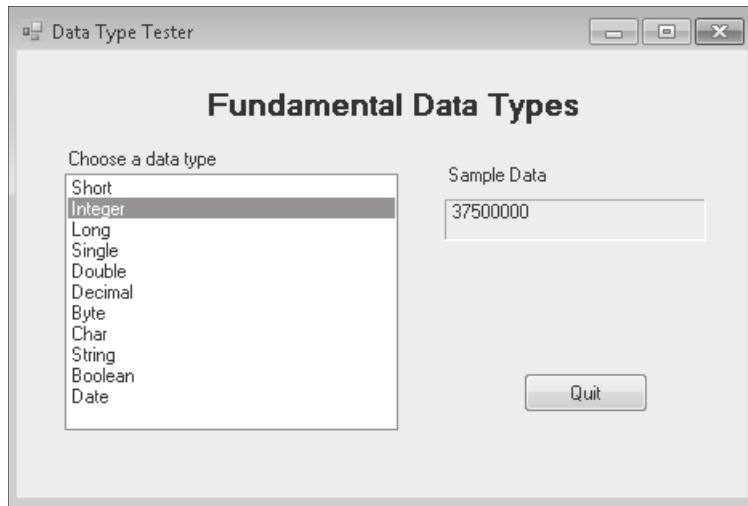 Data Type Tester
Fundamental Data Types
Choose a data type
Short
Integer
Long
Single
Double
Decimal
Byte
Char
String
Boolean
Date
Sample Data
37500000
Quit